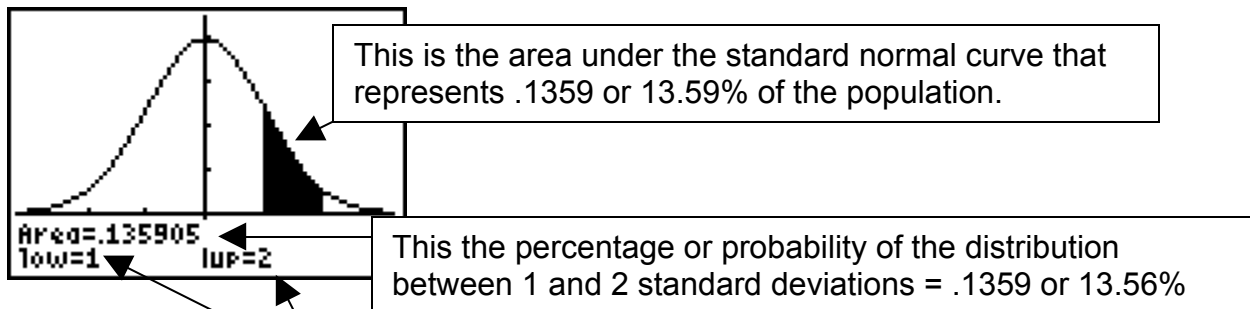 This is the area under the standard normal curve that
represents .1359 or 13.59% of the population.
Area=.135905
low=1 up=2
This the percentage or probability of the distribution
between 1 and 2 standard deviations = .1359 or 13.56%